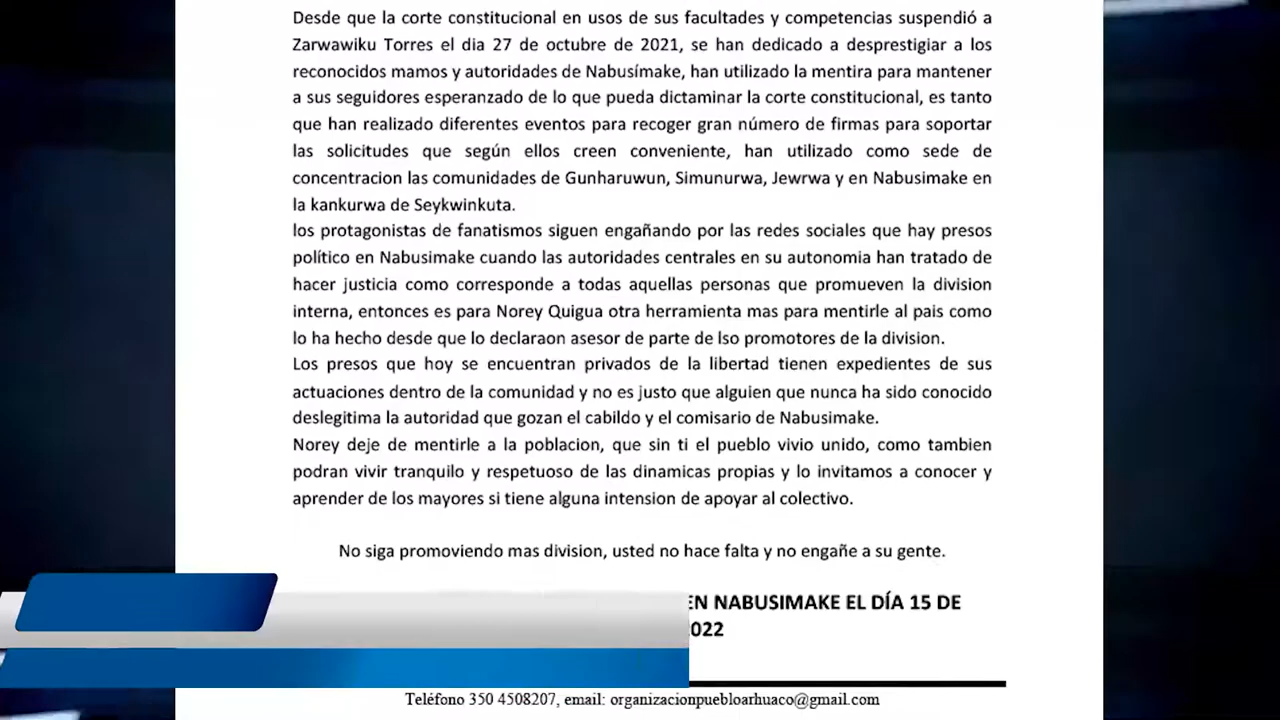 Desde que la corte constitucional en usos de sus facultades y competencias suspendió a
Zarwawiku Torres el dia 27 de octubre de 2021, se han dedicado a desprestigiar a los
reconocidos mamos y autoridades de Nabusímake, han utilizado la mentira para mantener
a sus seguidores esperanzado de lo que pueda dictaminar la corte constitucional, es tanto
que han realizado diferentes eventos para recoger gran número de firmas para soportar
las solicitudes que según ellos creen conveniente, han utilizado como sede de
concentracion las comunidades de Gunharuwun, Simunurwa, Jewrwa y en Nabusimake en
la kankurwa de Seykwinkuta.
los protagonistas de fanatismos siguen engañando por las redes sociales que hay presos
político en Nabusimake cuando las autoridades centrales en su autonomia han tratado de
hacer justicia como corresponde a todas aquellas personas que promueven la division
interna, entonces es para Norey Quigua otra herramienta mas para mentirle al pais como
lo ha hecho desde que lo declaraon asesor de parte de lso promotores de la division.
Los presos que hoy se encuentran privados de la libertad tienen expedientes de sus
actuaciones dentro de la comunidad y no es justo que alguien que nunca ha sido conocido
deslegitima la autoridad que gozan el cabildo y el comisario de Nabusimake.
Norey deje de mentirle a la poblacion, que sin ti el pueblo vivio unido, como tambien
podran vivir tranquilo y respetuoso de las dinamicas propias y lo invitamos a conocer y
aprender de los mayores si tiene alguna intension de apoyar al colectivo.
No siga promoviendo mas division, usted no hace falta y no engañe a su gente.
EN NABUSIMAKE EL DÍA 15 DE
022
Teléfono 350 4508207, email: organizacionpuebloarhuaco@gmail.com